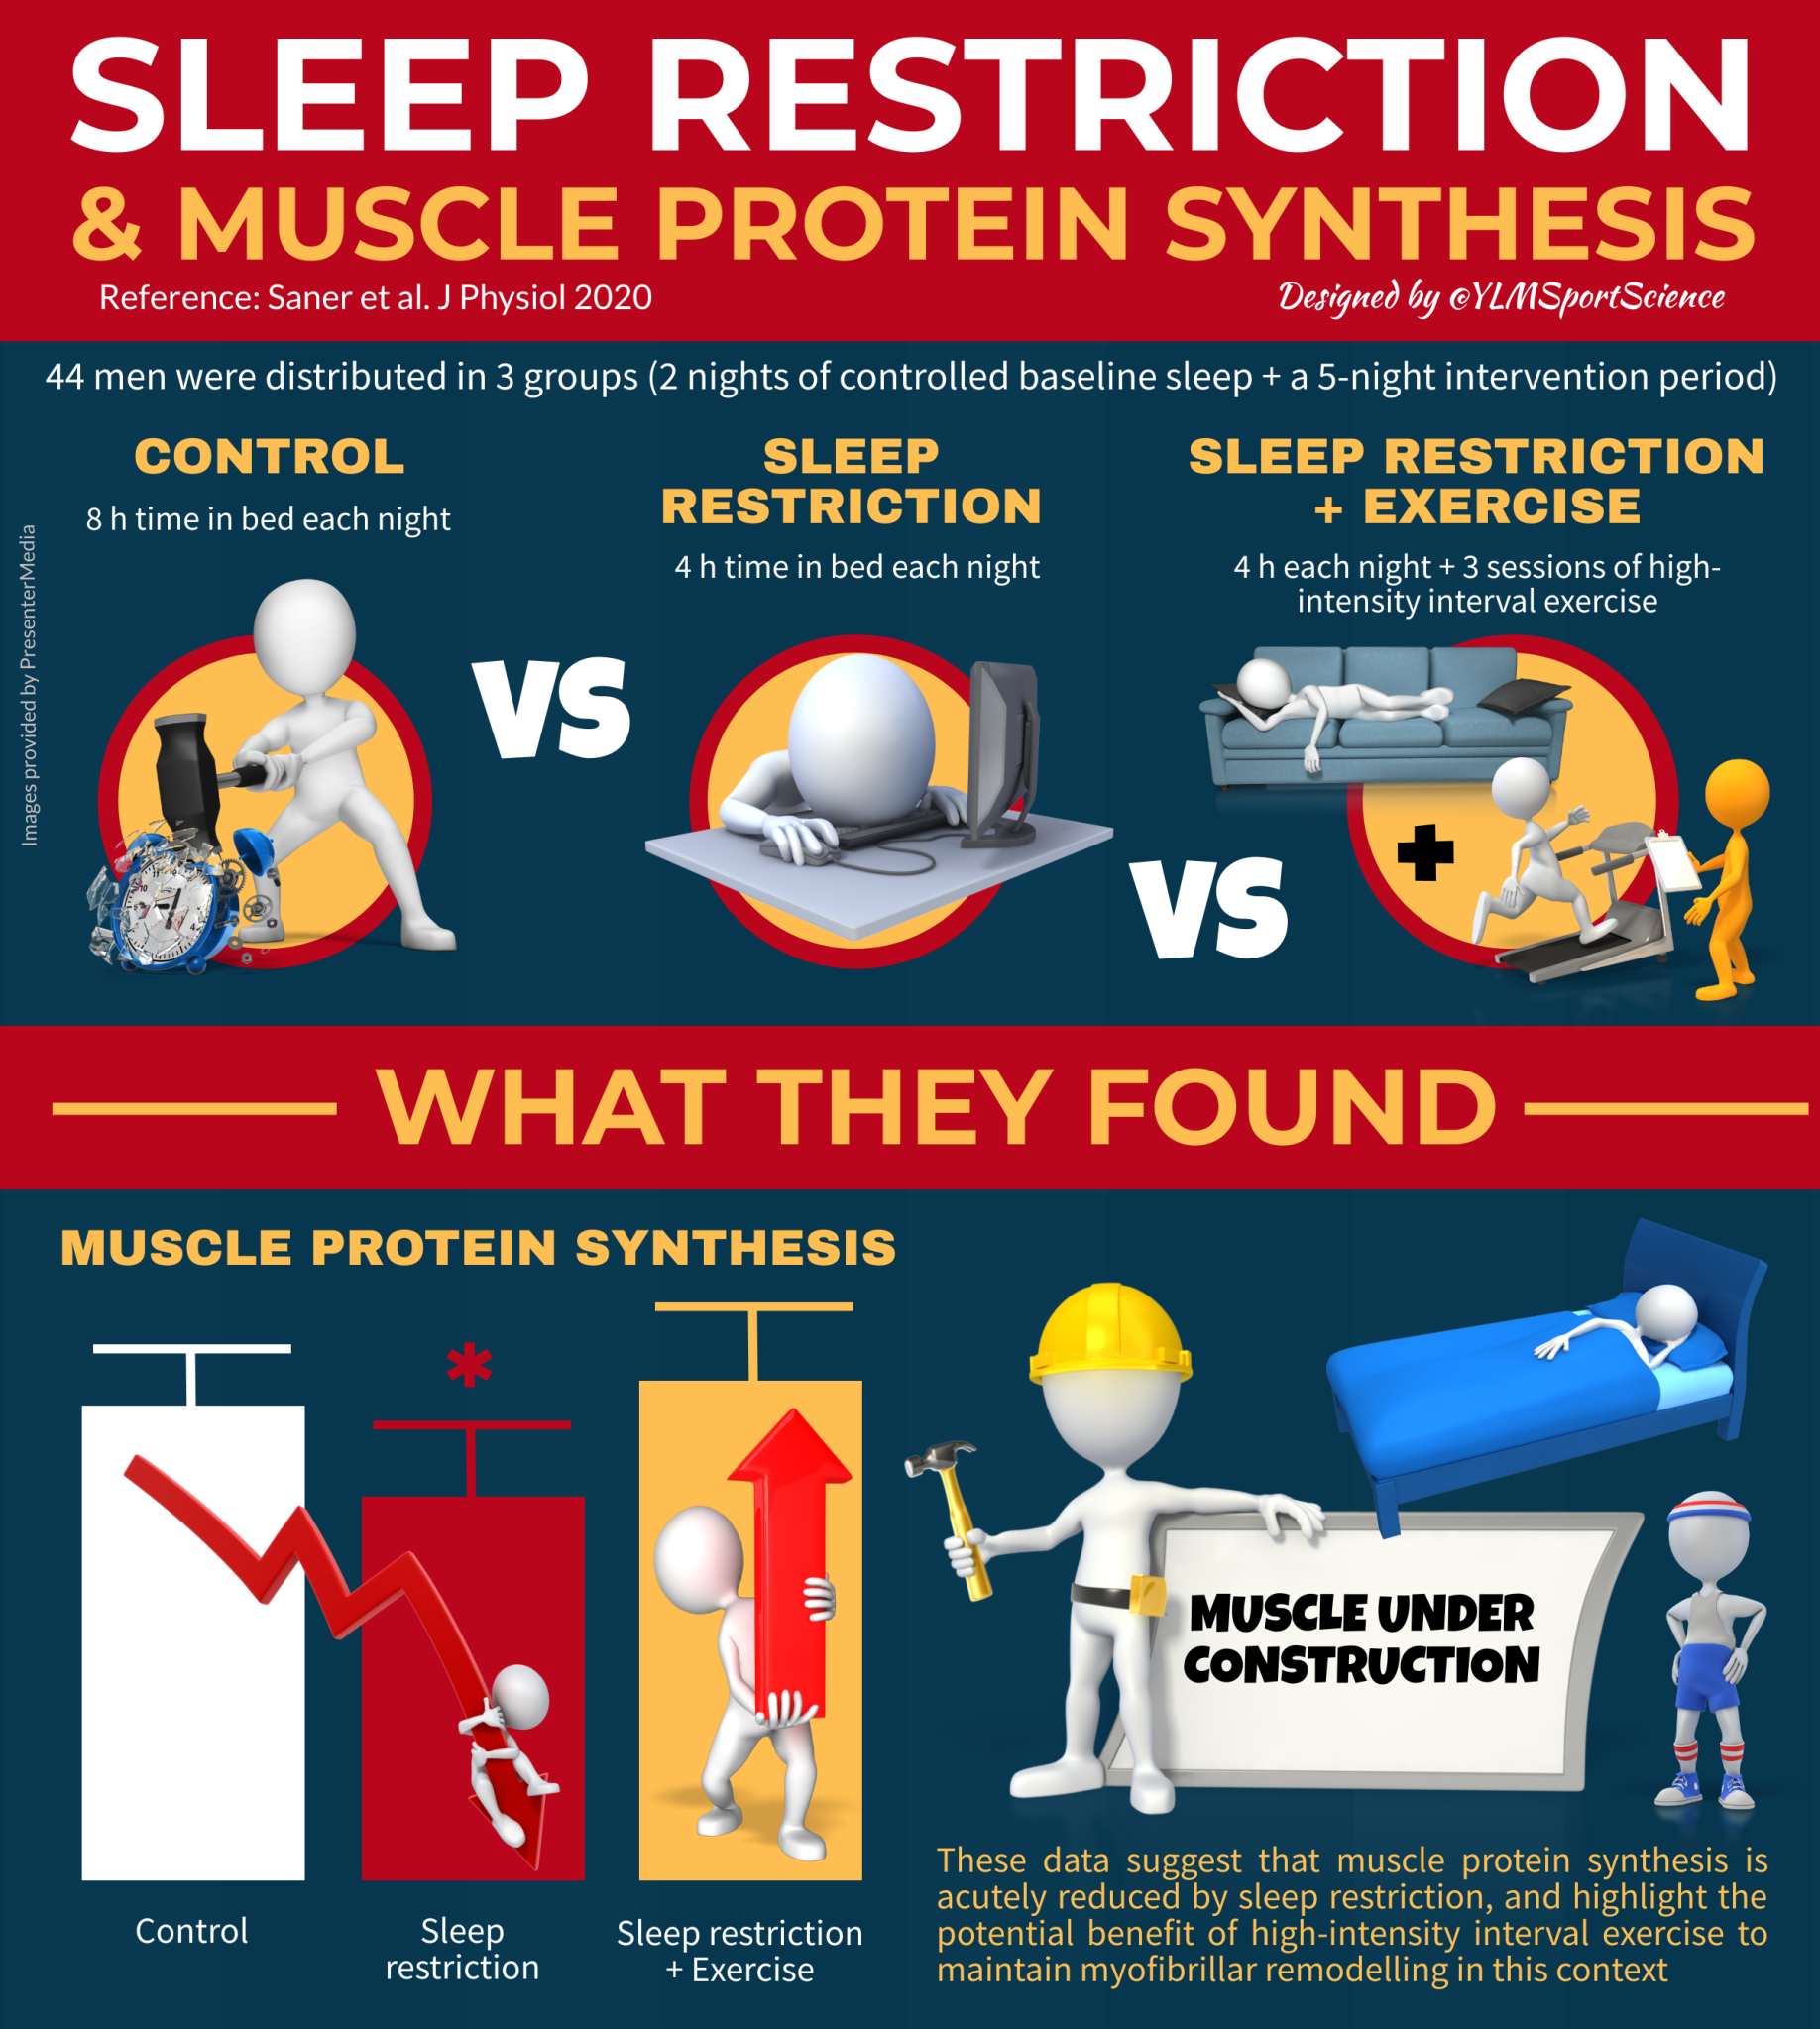 SLEEP RESTRICTION
& MUSCLE PROTEIN SYNTHESIS
Reference: Saner et al. J Physiol 2020
Designed by @YLMSportScience
44 men were distributed in 3 groups (2 nights of controlled baseline sleep + a 5-night intervention period)
CONTROL
8 h time in bed each night
VS
SLEEP
RESTRICTION
4 h time in bed each night
VS
SLEEP RESTRICTION
+ EXERCISE
4 h each night + 3 sessions of high-
intensity interval exercise
Images provided by PresenterMedia
WHAT THEY FOUND
MUSCLE PROTEIN SYNTHESIS
*
Control
Sleep
restriction
Sleep restriction
+ Exercise
MUSCLE UNDER
CONSTRUCTION
These data suggest that muscle protein synthesis is
acutely reduced by sleep restriction, and highlight the
potential benefit of high-intensity interval exercise to
maintain myofibrillar remodelling in this context